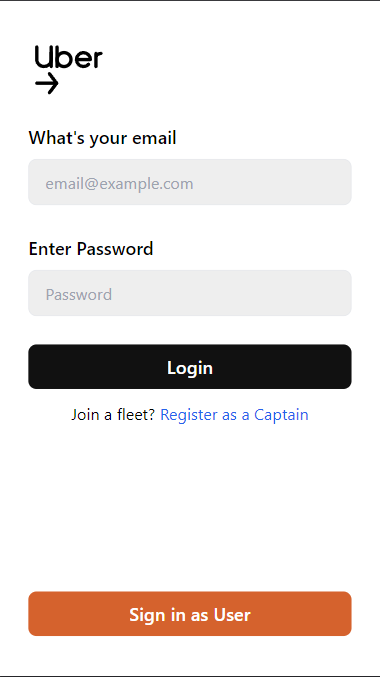 Uber
What's your email
email@example.com
Enter Password
Password
Login
Join a fleet? Register as a Captain
Sign in as User